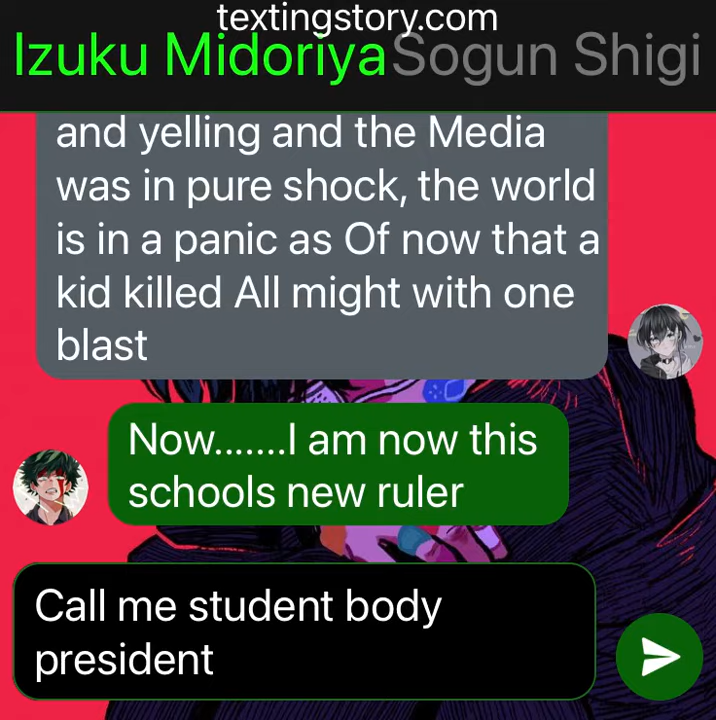 textingstory.com
Izuku Midoriya Sogun Shigi
and yelling and the Media
was in pure shock, the world
is in a panic as Of now that a
kid killed All might with one
blast
Now.......I am now this
schools new ruler
Call me student body
president